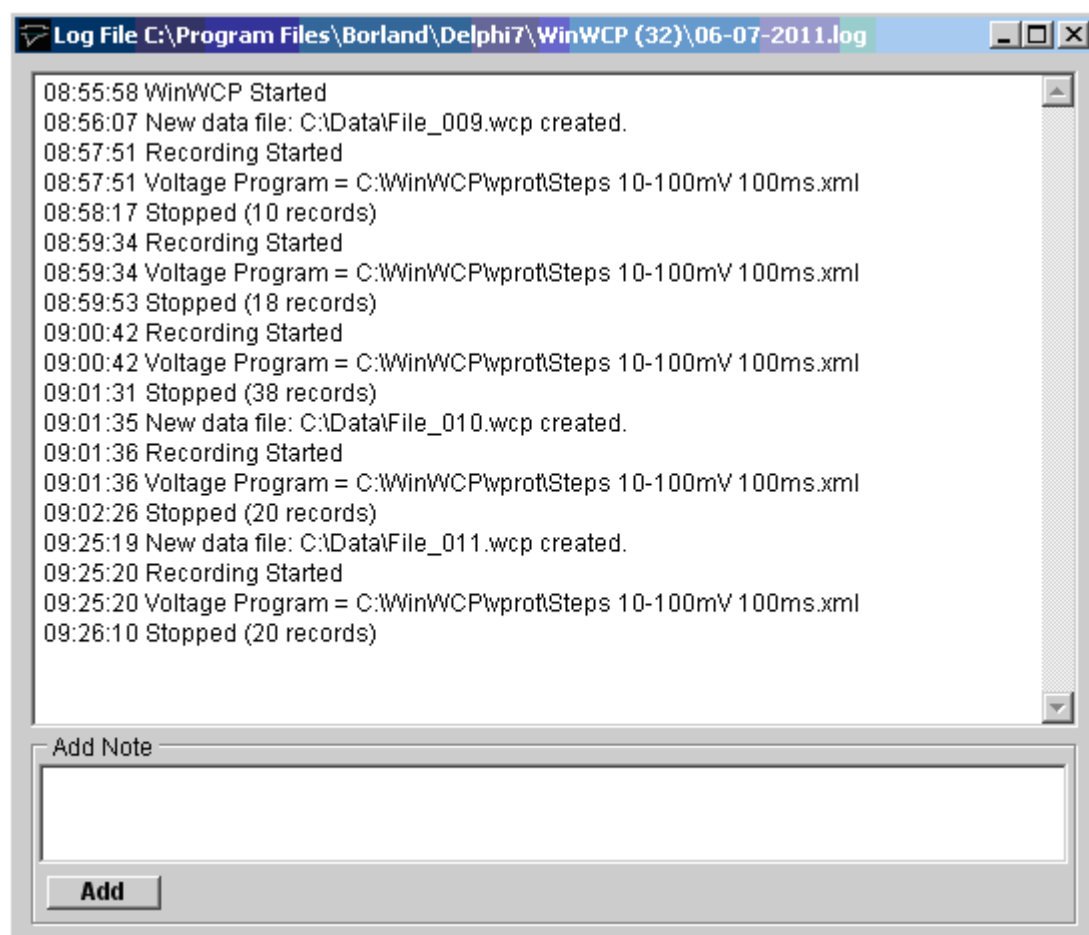 Log File C:\Program Files\Borland\Delphi7\WinWCP (32)\06-07-2011.log
08:55:58 WinWCP Started
08:56:07 New data file: C:\Data\File_009.wcp created.
08:57:51 Recording Started
08:57:51 Voltage Program = C:\WinWCP\vprot\Steps 10-100mV 100ms.xml
08:58:17 Stopped (10 records)
08:59:34 Recording Started
08:59:34 Voltage Program = C:\WinWCP\vprot\Steps 10-100mV 100ms.xml
08:59:53 Stopped (18 records)
09:00:42 Recording Started
09:00:42 Voltage Program = C:\WinWCP\vprot\Steps 10-100mV 100ms.xml
09:01:31 Stopped (38 records)
09:01:35 New data file: C:\Data\File_010.wcp created.
09:01:36 Recording Started
09:01:36 Voltage Program = C:\WinWCP\vprot\Steps 10-100mV 100ms.xml
09:02:26 Stopped (20 records)
09:25:19 New data file: C:\Data\File_011.wcp created.
09:25:20 Recording Started
09:25:20 Voltage Program = C:\WinWCP\vprot\Steps 10-100mV 100ms.xml
09:26:10 Stopped (20 records)
Add Note
Add